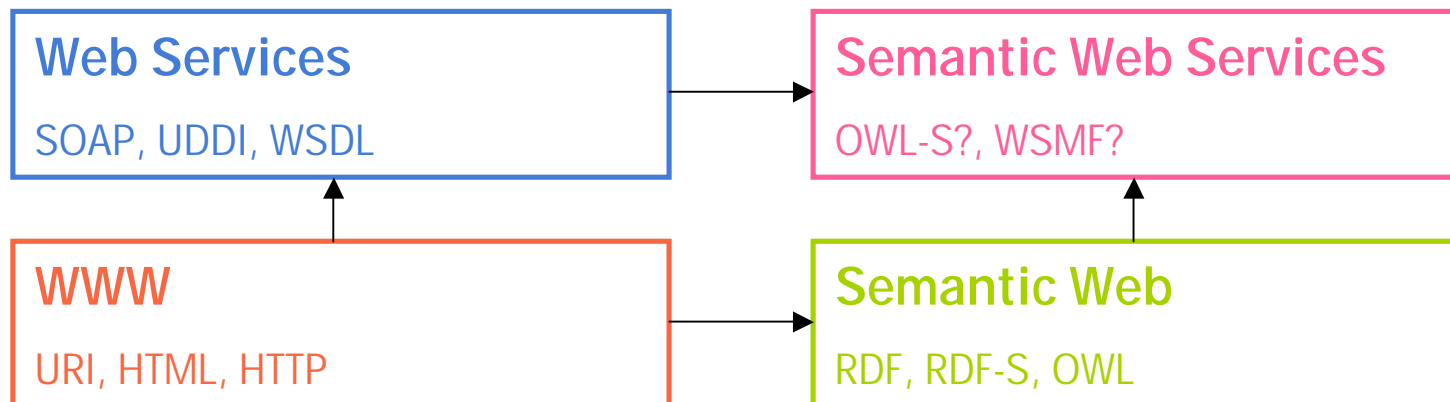 Web Services
SOAP, UDDI, WSDL
Semantic Web Services
OWL-S?, WSMF?
WWW
URI, HTML, HTTP
Semantic Web
RDF, RDF-S, OWL